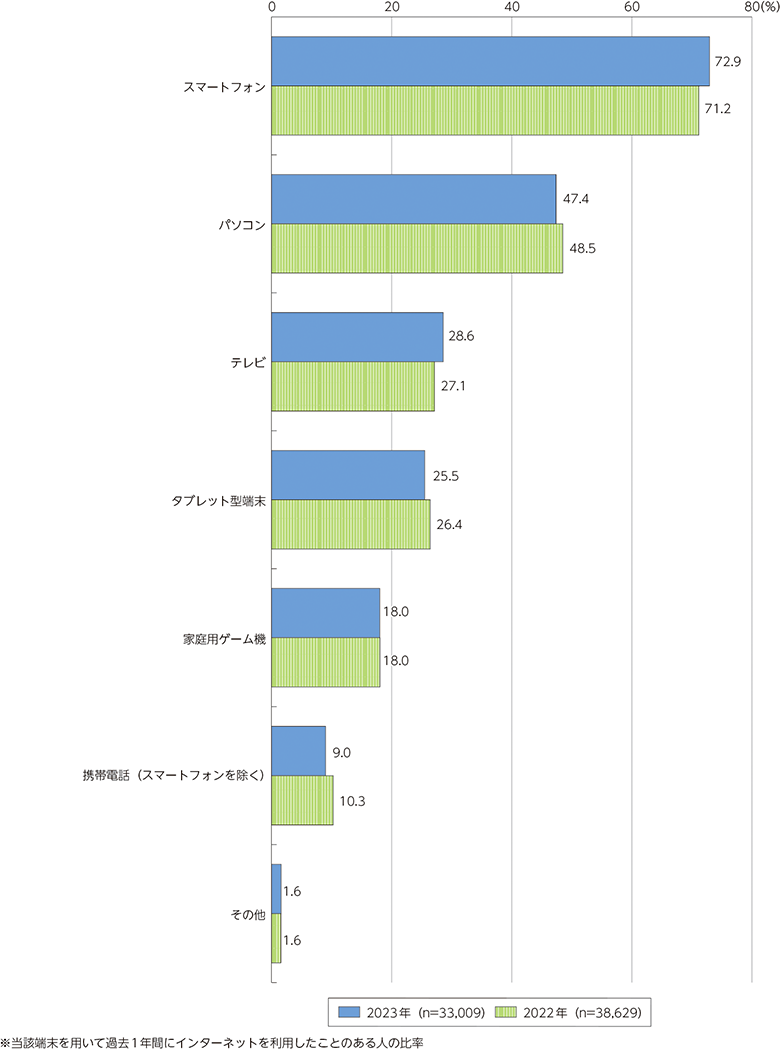 0 20 40 60 80(%)
72.9
スマートフォン
71.2
47.4
パソコン
48.5
28.6
テレビ
27.1
25.5
タブレット型端末
26.4
18.0
家庭用ゲーム機
18.0
9.0
携帯電話（スマートフォンを除く）
10.3
1.6
その他
1.6
2023年（n=33,009） 2022年（n=38,629）
※当該端末を用いて過去1年間にインターネットを利用したことのある人の比率